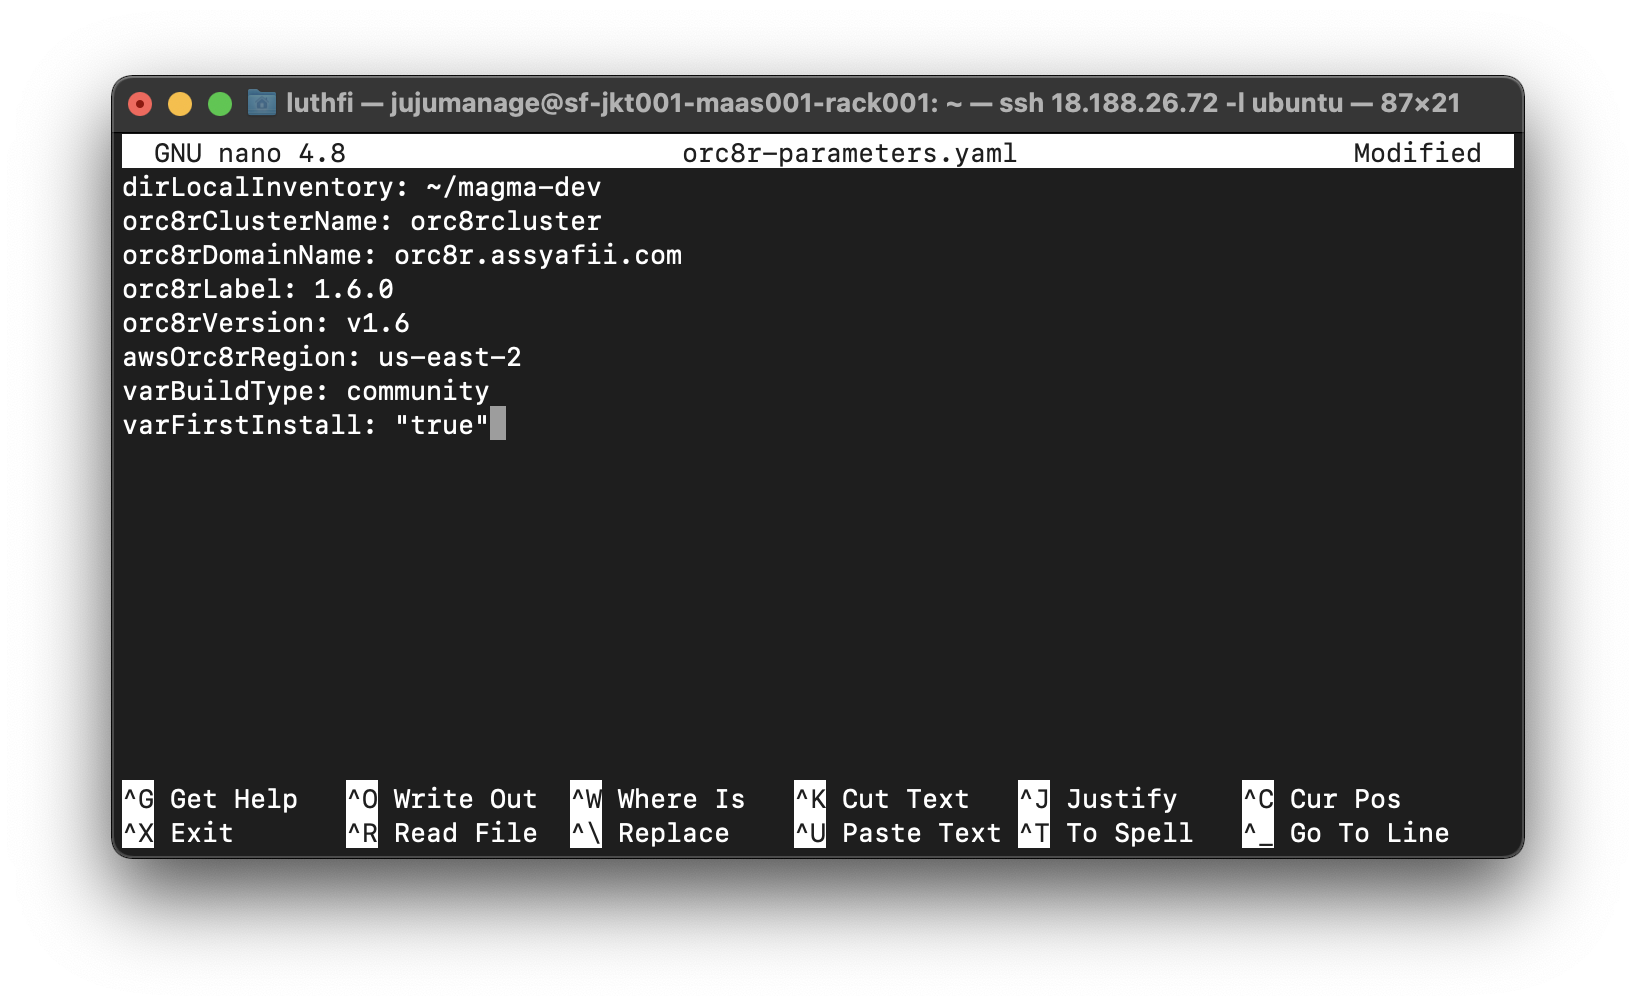 luthfi — jujumanage@sf-jkt001-maas001-rack001: ~ — ssh 18.188.26.72 -l ubuntu — 87×21
GNU nano 4.8 orc8r-parameters.yaml Modified
dirLocalInventory: ~/magma-dev
orc8rClusterName: orc8rcluster
orc8rDomainName: orc8r.assyafii.com
orc8rLabel: 1.6.0
orc8rVersion: v1.6
awsOrc8rRegion: us-east-2
varBuildType: community
varFirstInstall: "true"
^G Get Help ^O Write Out ^W Where Is ^K Cut Text ^J Justify ^C Cur Pos
^X Exit ^R Read File ^\ Replace ^U Paste Text ^T To Spell ^_ Go To Line